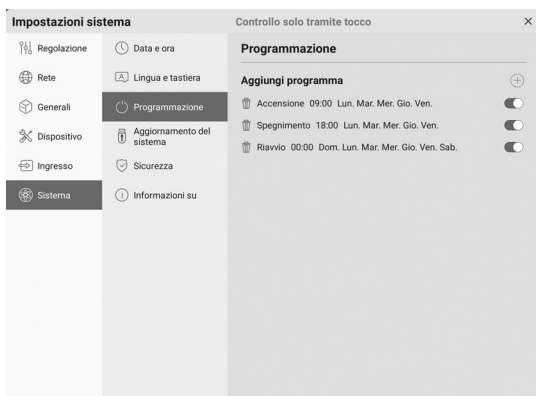 Impostazioni sistema
Controllo solo tramite tocco
Regolazione
Rete
Generali
Dispositivo
Ingresso
Sistema
Data e ora
Lingua e tastiera
Programmazione
Aggiornamento del
sistema
Sicurezza
Informazioni su
Programmazione
Aggiungi programma
Accensione 09:00 Lun. Mar. Mer. Gio. Ven.
Spegnimento 18:00 Lun. Mar. Mer. Gio. Ven.
Riavvio 00:00 Dom. Lun. Mar. Mer. Gio. Ven. Sab.